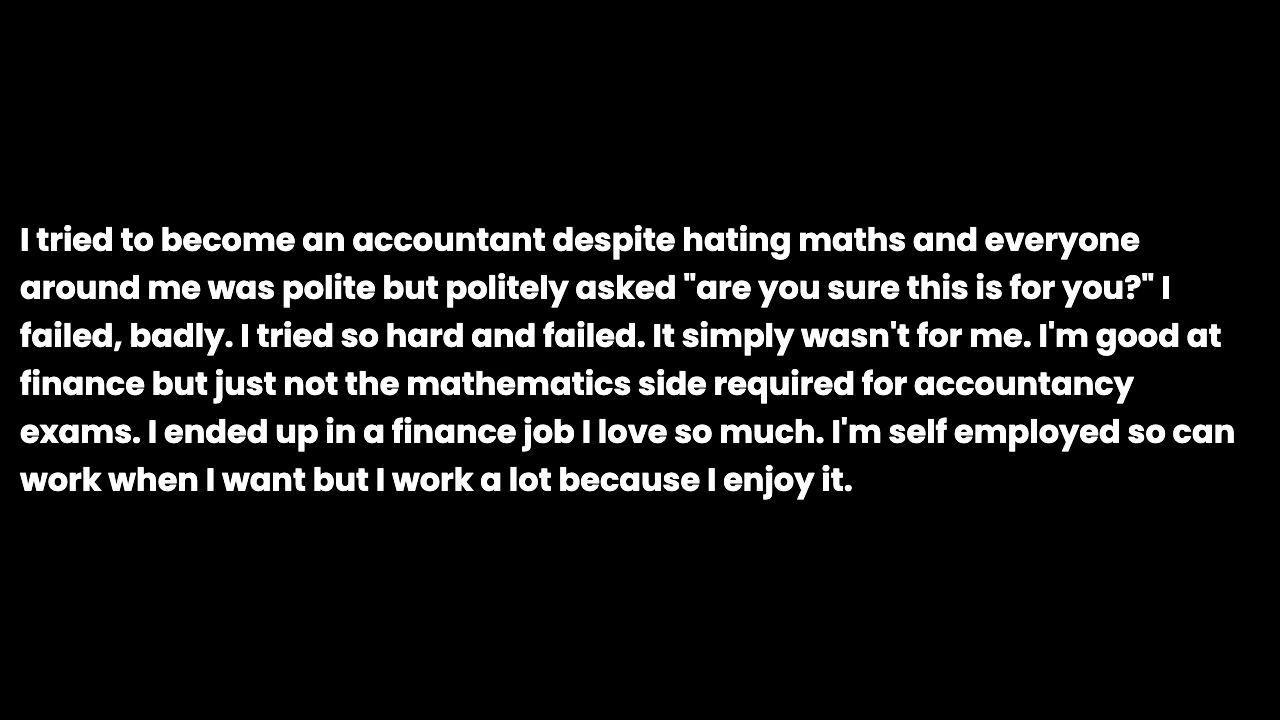 I tried to become an accountant despite hating maths and everyone
around me was polite but politely asked "are you sure this is for you?" I
failed, badly. I tried so hard and failed. It simply wasn't for me. I'm good at
finance but just not the mathematics side required for accountancy
exams. I ended up in a finance job I love so much. I'm self employed so can
work when I want but I work a lot because I enjoy it.